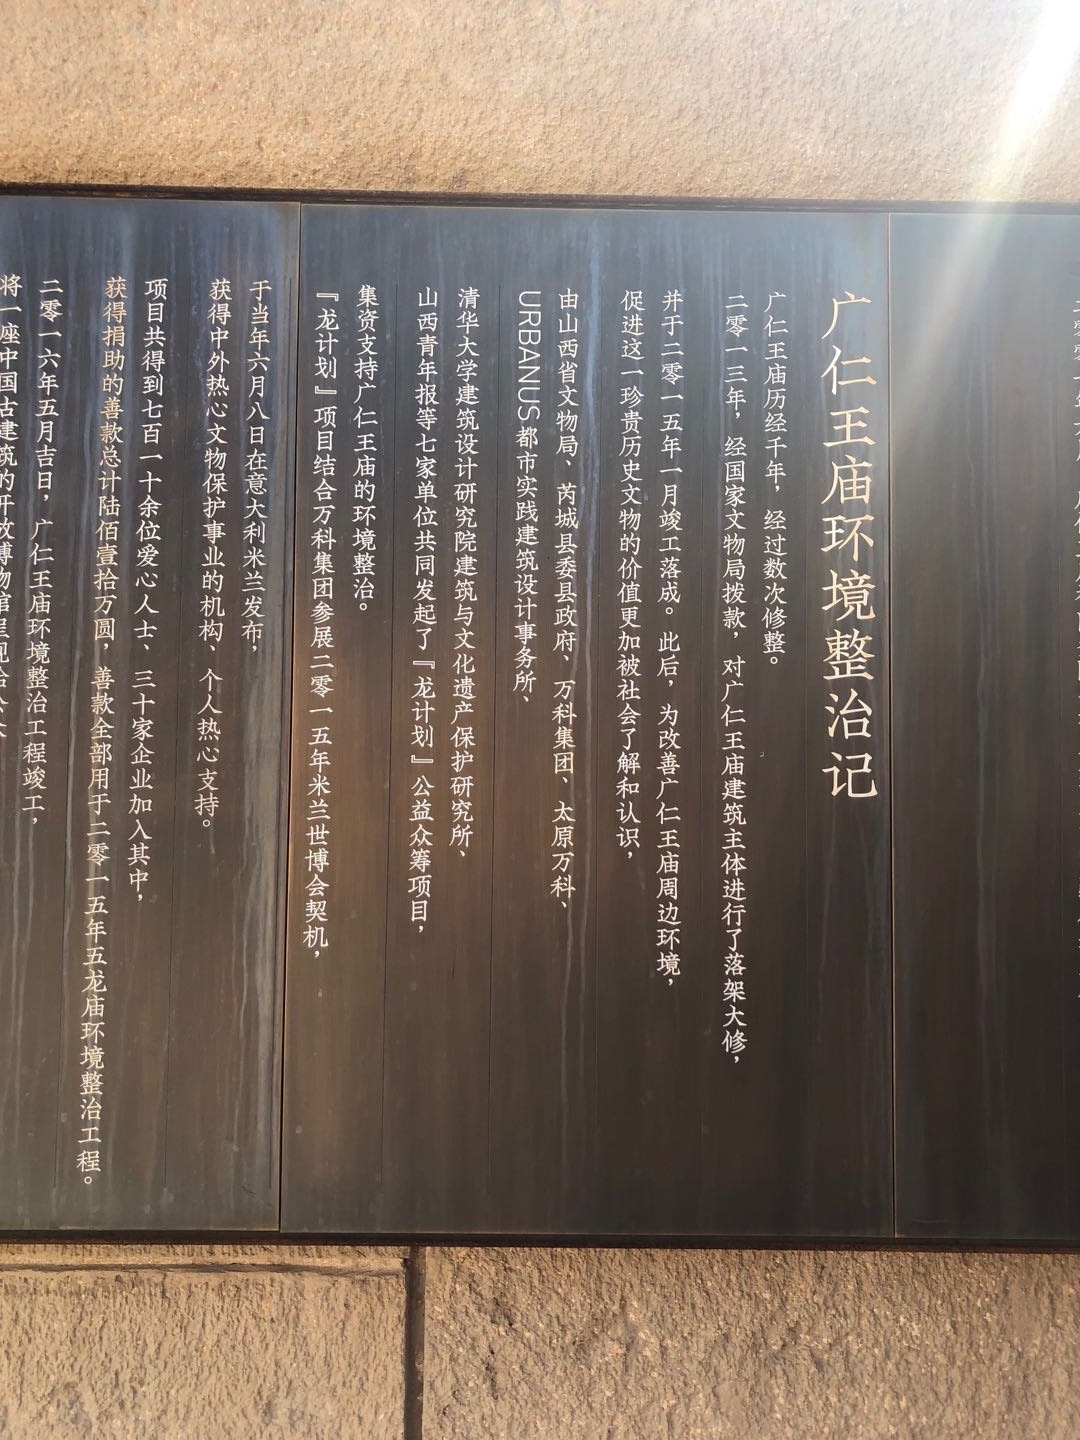 广仁王庙环境整治记
广仁王庙历经千年，经过数次修整。
二零一三年，经国家文物局拨款，对广仁王庙建筑主体进行了落架大修，
并于二零一五年一月竣工落成。此后，为改善广仁王庙周边环境，
促进这一珍贵历史文物的价值更加被社会了解和认识，
由山西省文物局、芮城县委县政府、万科集团、太原万科、
URBANUS都市实践建筑设计事务所、
清华大学建筑设计研究院建筑与文化遗产保护研究所、
山西青年报等七家单位共同发起了『龙计划』公益众筹项目，
集资支持广仁王庙的环境整治。
『龙计划』项目结合万科集团参展二零一五年米兰世博会契机，
于当年六月八日在意大利米兰发布，
获得中外热心文物保护事业的机构、个人热心支持。
项目共得到七百一十余位爱心人士、三十家企业加入其中，
获得捐助的善款总计陆佰壹拾万圆，善款全部用于二零一五年五龙庙环境整治工程。
二零一六年五月吉日，广仁王庙环境整治工程竣工，
将一座中国古建筑的开放博物馆呈现给公众